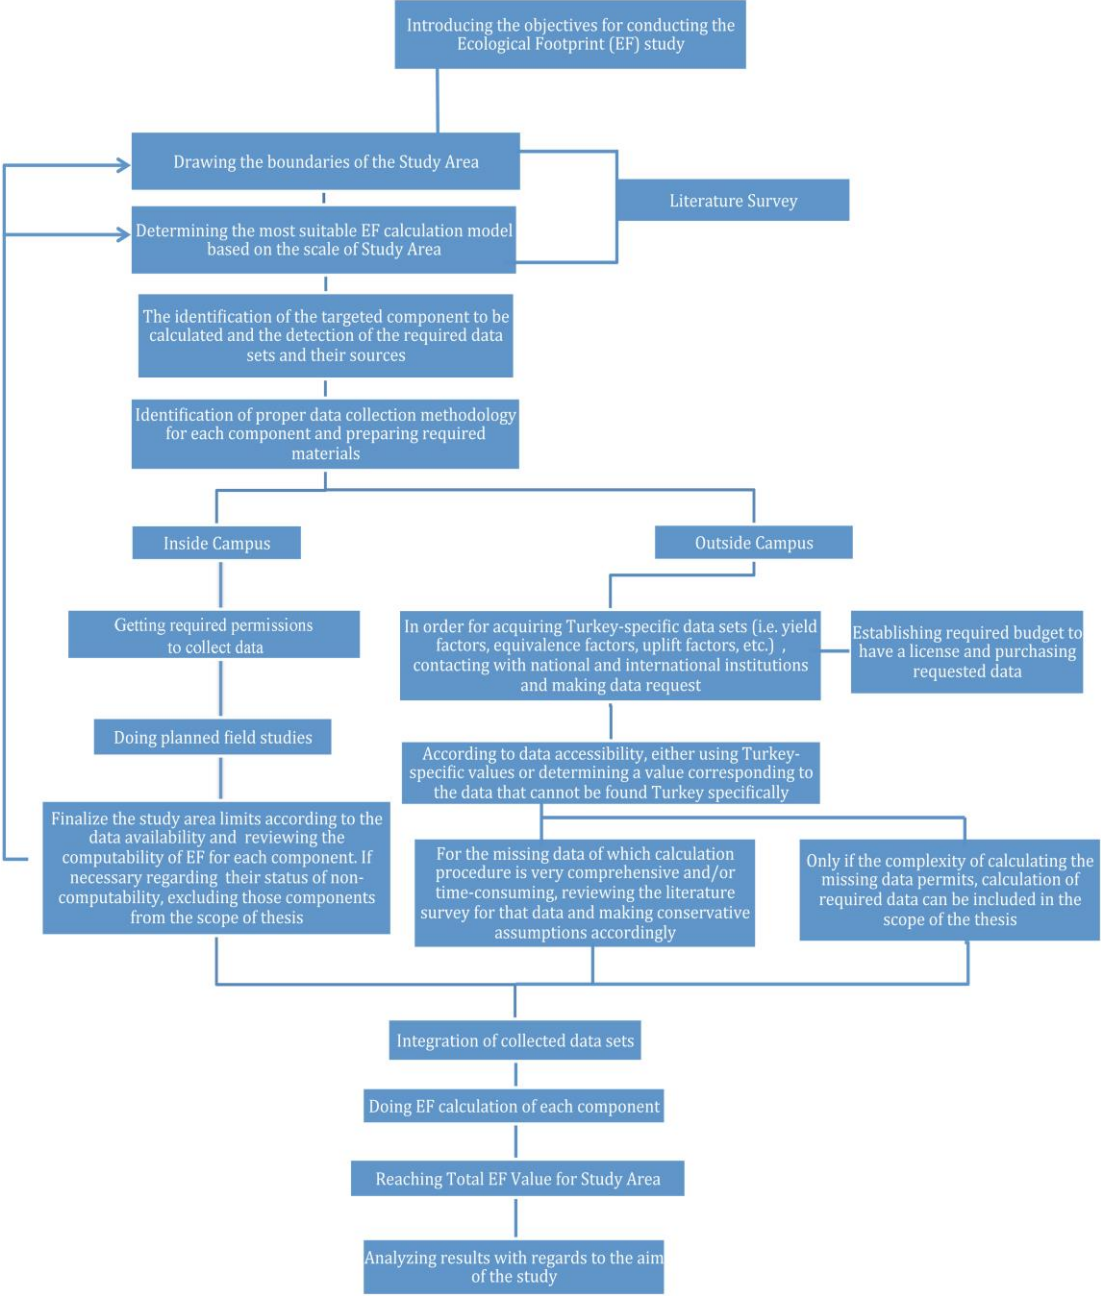 Introducing the objectives for conducting the
Ecological Footprint (EF) study
Drawing the boundaries of the Study Area
Literature Survey
Determining the most suitable EF calculation model
based on the scale of Study Area
The identification of the targeted component to be
calculated and the detection of the required data
sets and their sources
Identification of proper data collection methodology
for each component and preparing required
materials
Inside Campus
Outside Campus
Getting required permissions
to collect data
In order for acquiring Turkey-specific data sets (i.e. yield
factors, equivalence factors, uplift factors, etc.) ,
contacting with national and international institutions
and making data request
Establishing required budget to
have a license and purchasing
requested data
Doing planned field studies
According to data accessibility, either using Turkey-
specific values or determining a value corresponding to
the data that cannot be found Turkey specifically
Finalize the study area limits according to the
data availability and reviewing the
computability of EF for each component. If
necessary regarding their status of non-
computability, excluding those components
from the scope of thesis
For the missing data of which calculation
procedure is very comprehensive and/or
time-consuming, reviewing the literature
survey for that data and making conservative
assumptions accordingly
Only if the complexity of calculating the
missing data permits, calculation of
required data can be included in the
scope of the thesis
Integration of collected data sets
Doing EF calculation of each component
Reaching Total EF Value for Study Area
Analyzing results with regards to the aim
of the study